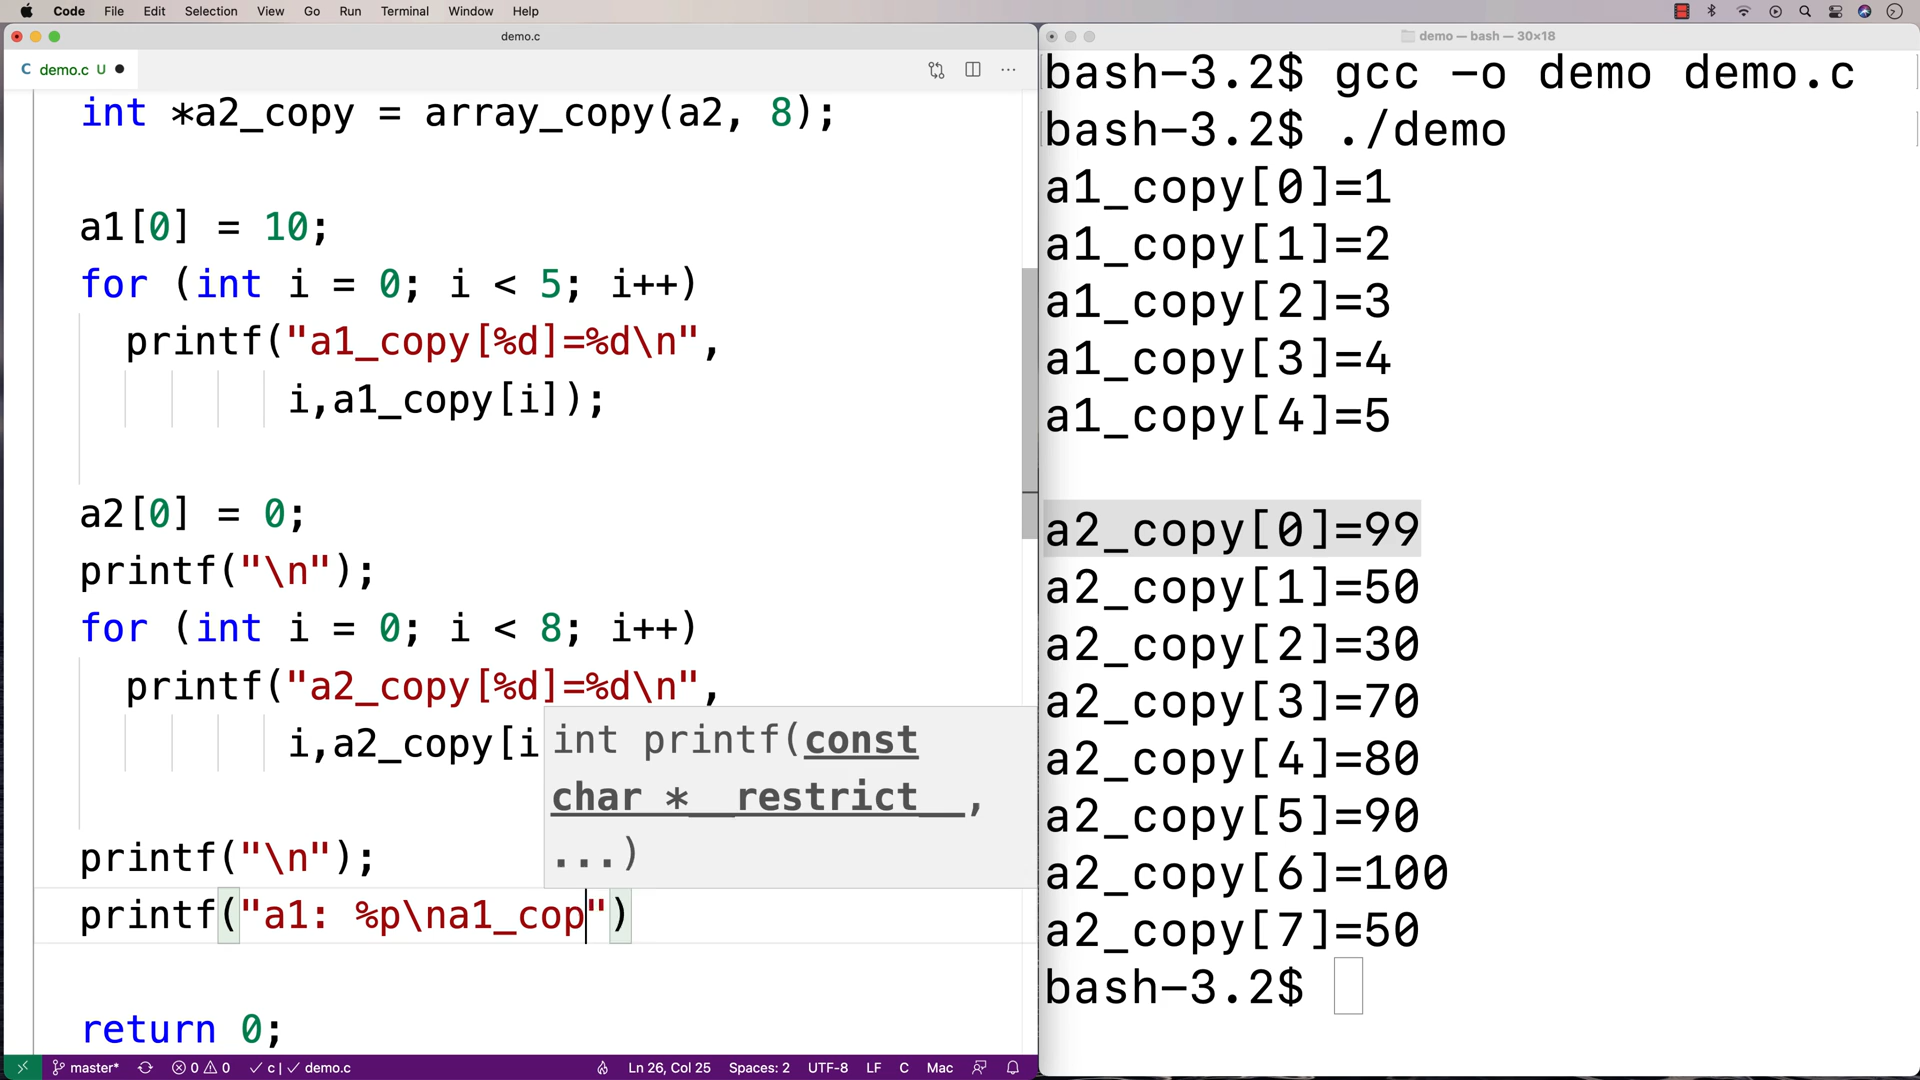 Code File Edit Selection View Go Run Terminal Window Help
demo.c
C demo.c U
int *a2_copy = array_copy(a2, 8);
a1[0] = 10;
for (int i = 0; i < 5; i++)
printf("a1_copy[%d]=%d\n",
i,a1_copy[i]);
a2[0] = 0;
printf("\n");
for (int i = 0; i < 8; i++)
printf("a2_copy[%d]=%d\n",
i,a2_copy[i
int printf(const
char *__restrict__,
...)
printf("\n");
printf("a1: %p\na1_cop")
return 0;
master* 0 0 c | demo.c Ln 26, Col 25 Spaces: 2 UTF-8 LF C Mac
demo — bash — 30×18
bash-3.2$ gcc -o demo demo.c
bash-3.2$ ./demo
a1_copy[0]=1
a1_copy[1]=2
a1_copy[2]=3
a1_copy[3]=4
a1_copy[4]=5
a2_copy[0]=99
a2_copy[1]=50
a2_copy[2]=30
a2_copy[3]=70
a2_copy[4]=80
a2_copy[5]=90
a2_copy[6]=100
a2_copy[7]=50
bash-3.2$